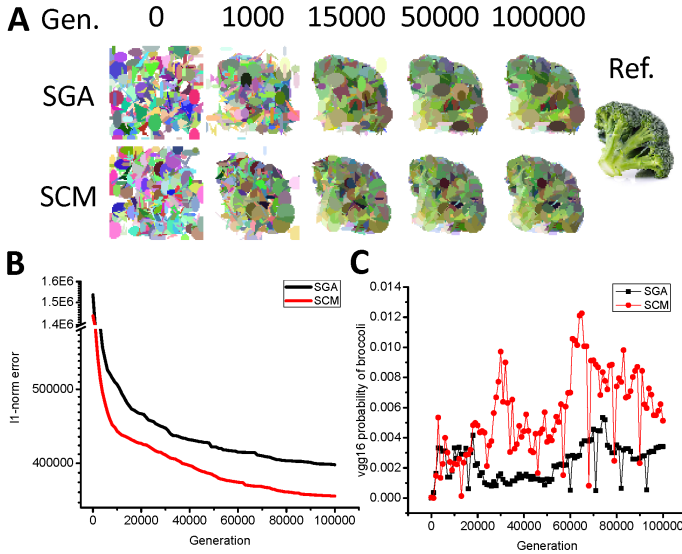 A Gen. 0 1000 15000 50000 100000
Ref.
SGA
SCM
B
1.6E6
1.5E6
1.4E6
500000
400000
l1-norm error
SGA
SCM
0 20000 40000 60000 80000 100000
Generation
C
0.014
0.012
0.010
0.008
0.006
0.004
0.002
0.000
vgg16 probability of broccoli
SGA
SCM
0 20000 40000 60000 80000 100000
Generation